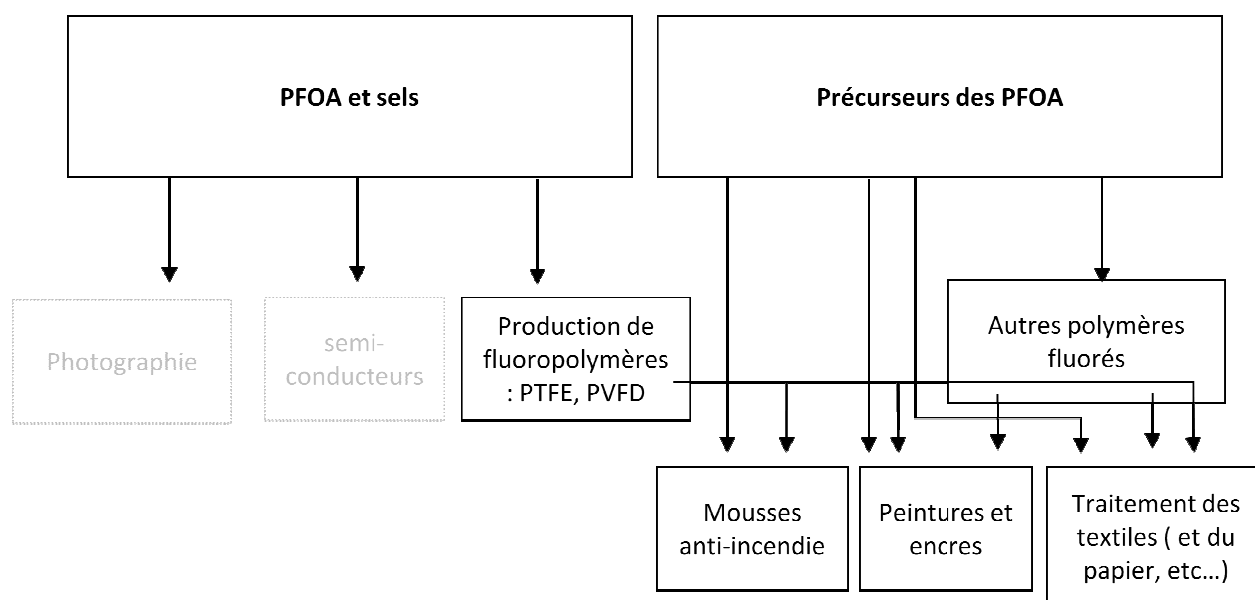 PFOA et sels
Précurseurs des PFOA
Photographie
semi-
conducteurs
Production de
fluoropolymères
: PTFE, PVFD
Autres polymères
fluorés
Mousses
anti-incendie
Peintures et
encres
Traitement des
textiles ( et du
papier, etc…)